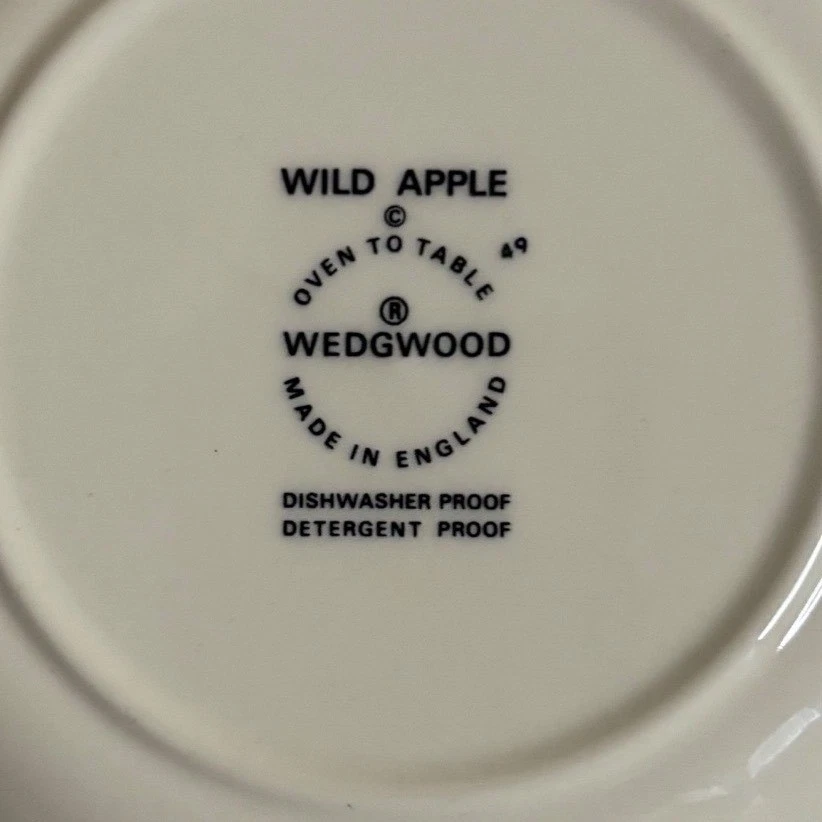 WILD APPLE
©
OVEN TO TABLE
49
®
WEDGWOOD
MADE IN ENGLAND
DISHWASHER PROOF
DETERGENT PROOF